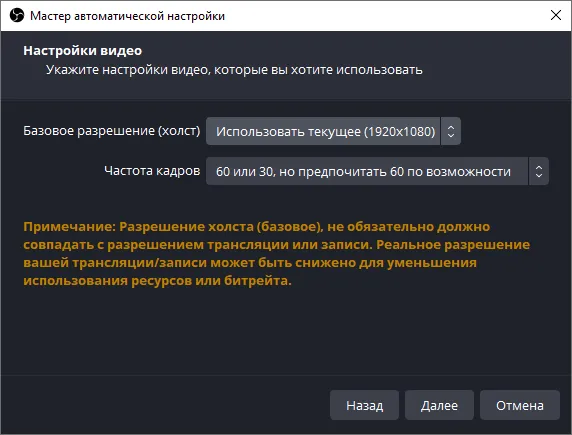 Мастер автоматической настройки
Настройки видео
Укажите настройки видео, которые вы хотите использовать
Базовое разрешение (холст) Использовать текущее (1920x1080)
Частота кадров 60 или 30, но предпочитать 60 по возможности
Примечание: Разрешение холста (базовое), не обязательно должно
совпадать с разрешением трансляции или записи. Реальное разрешение
вашей трансляции/записи может быть снижено для уменьшения
использования ресурсов или битрейта.
Назад Далее Отмена